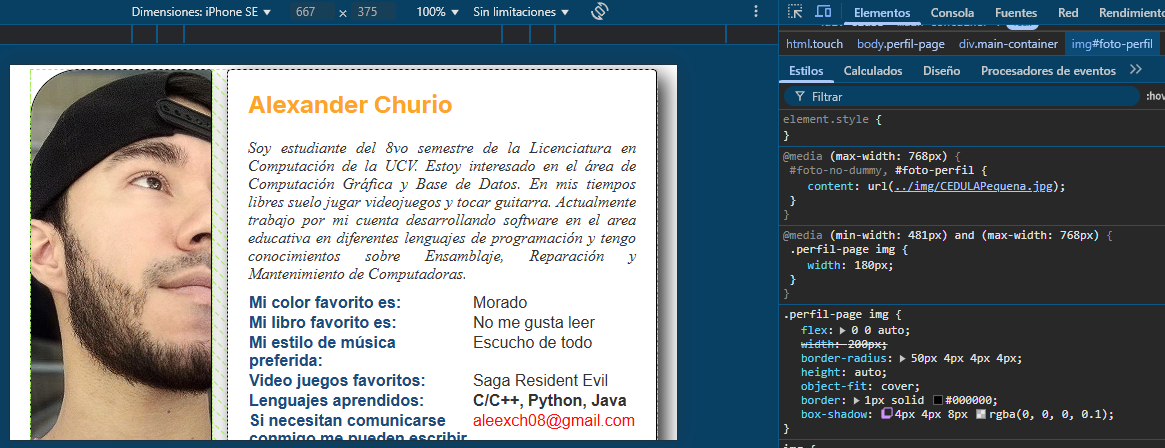 Dimensiones: iPhone SE ▼ 667 × 375 100% ▼ Sin limitaciones ▼
Elementos Consola Fuentes Red Rendimiento
html.touch body.perfil-page div.main-container img#foto-perfil
Estilos Calculados Diseño Procesadores de eventos
Filtrar :hov
element.style {
}
@media (max-width: 768px) {
#foto-no-dummy, #foto-perfil {
content: url(../img/CEDULAPequena.jpg);
}
}
@media (min-width: 481px) and (max-width: 768px) {
.perfil-page img {
width: 180px;
}
}
.perfil-page img {
flex: ▶ 0 0 auto;
width: 200px;
border-radius: ▶ 50px 4px 4px 4px;
height: auto;
object-fit: cover;
border: ▶ 1px solid #000000;
box-shadow: 4px 4px 8px rgba(0, 0, 0, 0.1);
}
Alexander Churio
Soy estudiante del 8vo semestre de la Licenciatura en
Computación de la UCV. Estoy interesado en el área de
Computación Gráfica y Base de Datos. En mis tiempos
libres suelo jugar videojuegos y tocar guitarra. Actualmente
trabajo por mi cuenta desarrollando software en el area
educativa en diferentes lenguajes de programación y tengo
conocimientos sobre Ensamblaje, Reparación y
Mantenimiento de Computadoras.
Mi color favorito es: Morado
Mi libro favorito es: No me gusta leer
Mi estilo de música Escucho de todo
preferida:
Video juegos favoritos: Saga Resident Evil
Lenguajes aprendidos: C/C++, Python, Java
Si necesitan comunicarse aleexch08@gmail.com
conmigo me pueden escribir